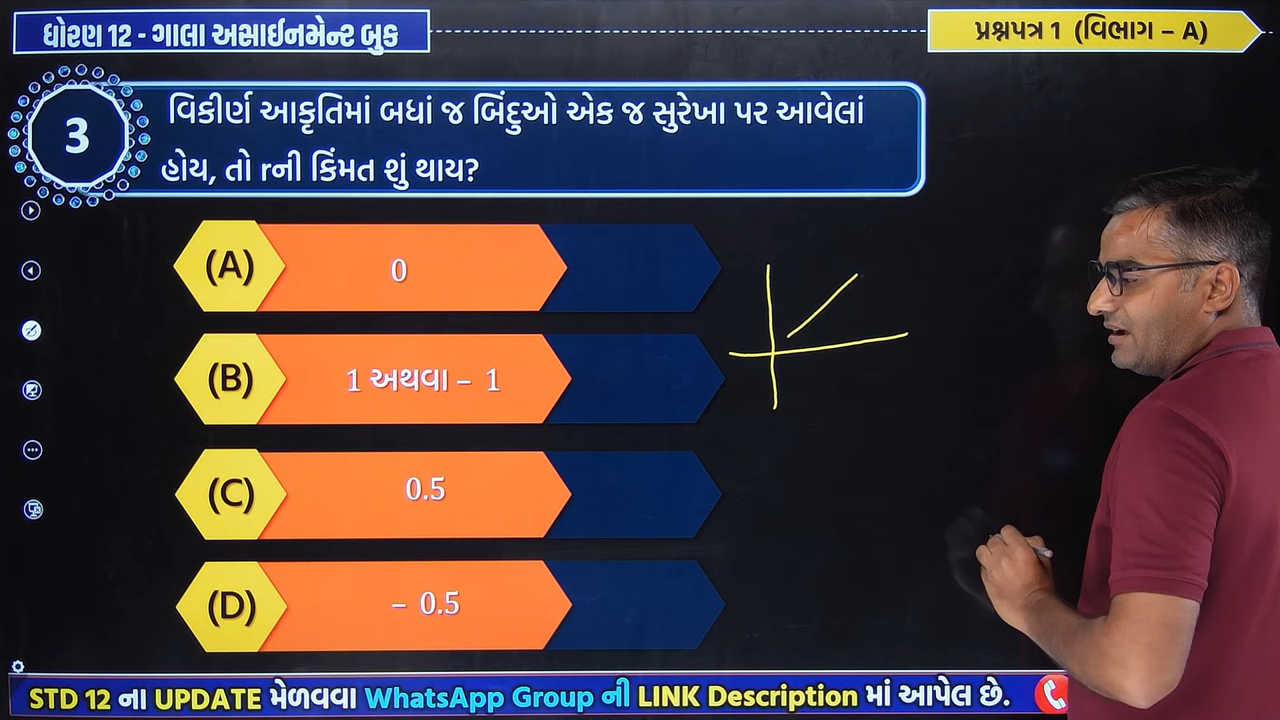 ધોરણ 12 - ગાલા અસાઈનમેન્ટ બુક
પ્રશ્નપત્ર 1 (વિભાગ – A)
3
વિકીર્ણ આકૃતિમાં બધાં જ બિંદુઓ એક જ સુરેખા પર આવેલાં
હોય, તો rની કિંમત શું થાય?
(A) 0
(B) 1 અથવા – 1
(C) 0.5
(D) – 0.5
STD 12 ના UPDATE મેળવવા WhatsApp Group ની LINK Description માં આપેલ છે.